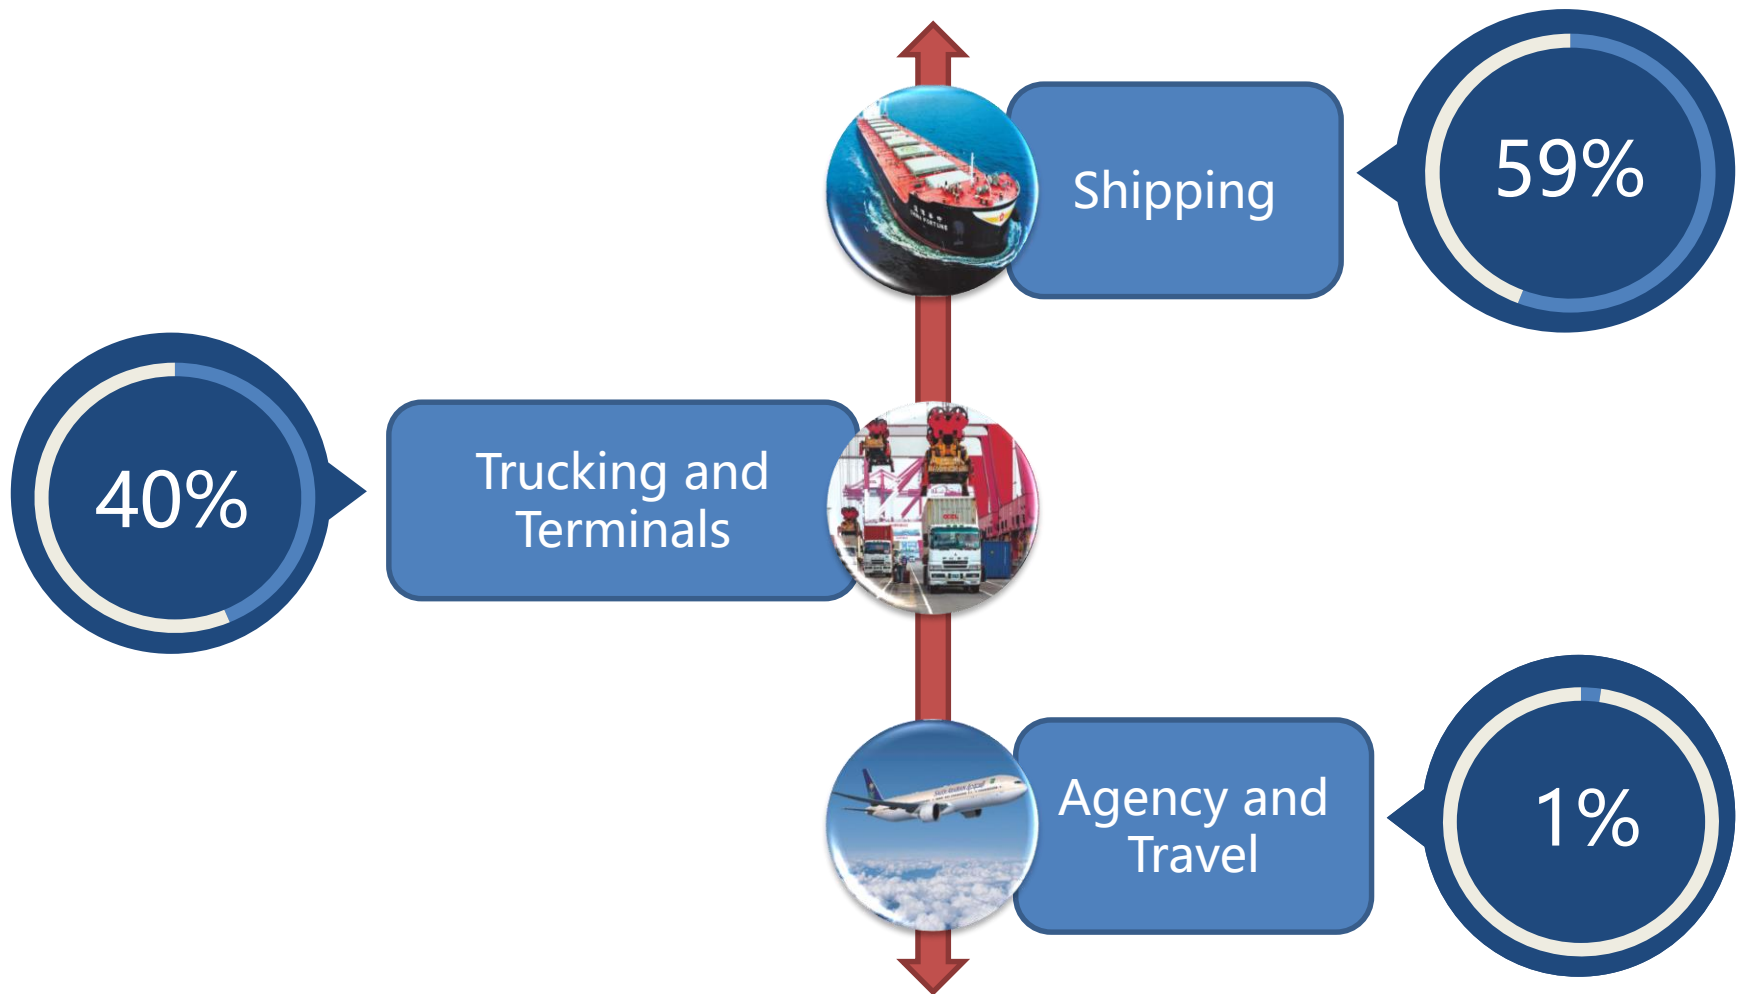 59%
Shipping
40%
Trucking and
Terminals
Agency and
Travel
1%